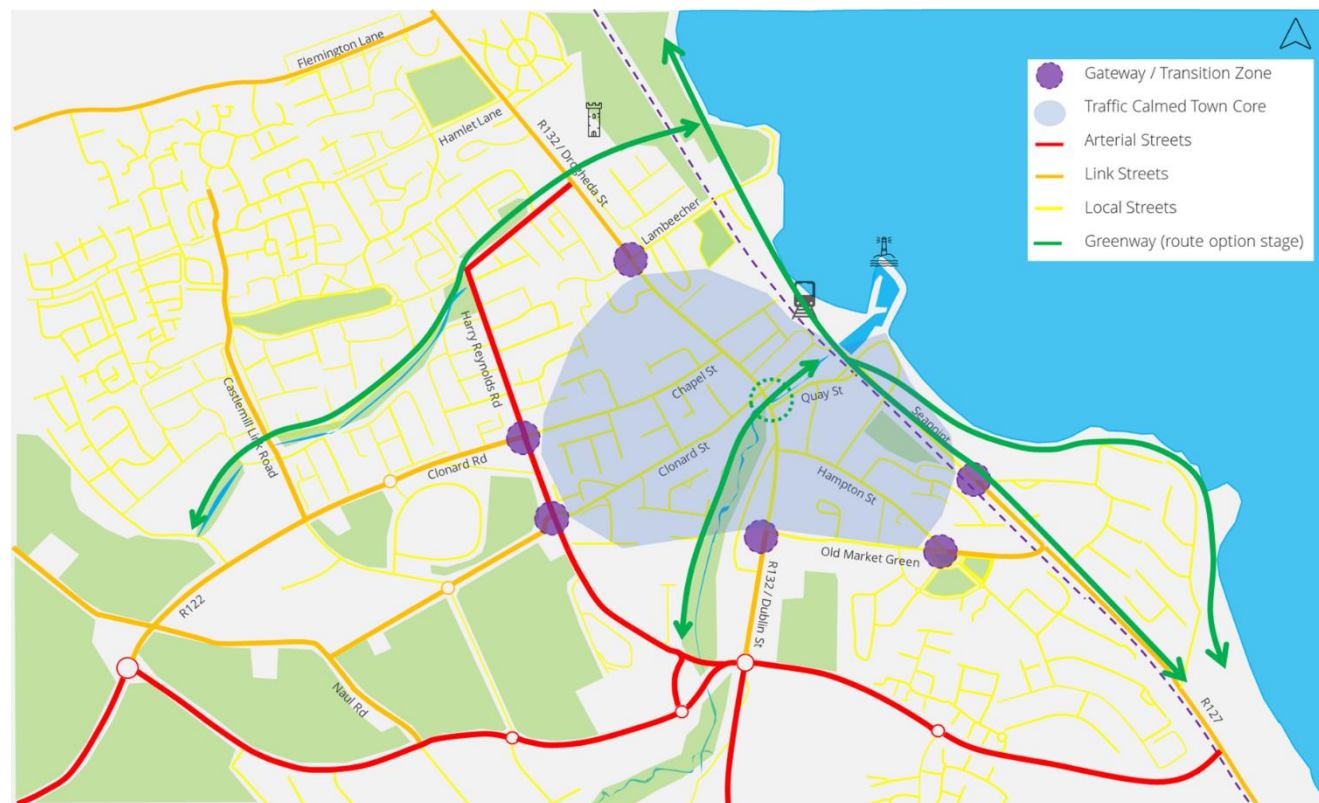 Flemington Lane
Hamlet Lane
R132 / Drogheda St
Lambeecher
Harry Reynolds Rd
Castlemill Link Road
Chapel St
Quay St
Seapoint
Clonard Rd
Clonard St
Hampton St
Old Market Green
R122
R132 / Dublin St
Naul Rd
R127
Gateway / Transition Zone
Traffic Calmed Town Core
Arterial Streets
Link Streets
Local Streets
Greenway (route option stage)